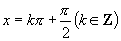 x = kπ + π/2 (k ∈ Z)